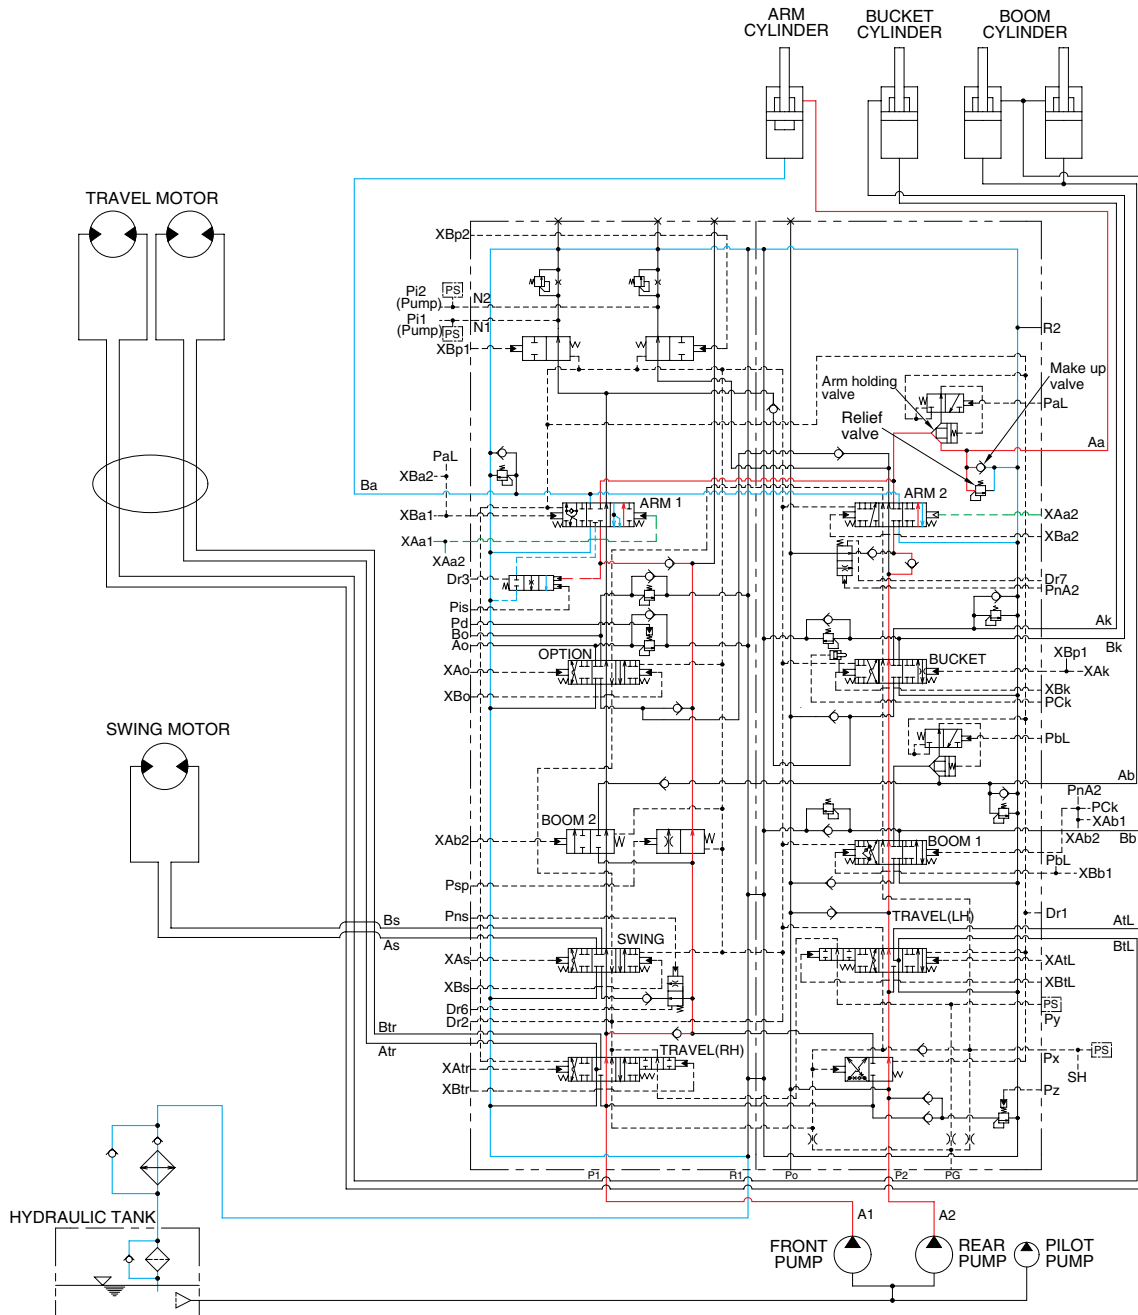 ARM
CYLINDER
BUCKET
CYLINDER
BOOM
CYLINDER
TRAVEL MOTOR
XBp2
Pi2
(Pump)
PS
N2
Pi1
(Pump)
PS
N1
XBp1
R2
Make up
valve
Arm holding
valve
PaL
Relief
valve
Aa
PaL
XBa2
Ba
XBa1
ARM 1
ARM 2
XAa2
XAa1
XBa2
XAa2
Dr3
Dr7
PnA2
Pis
Pd
Bo
Ao
Ak
Bk
OPTION
BUCKET
XBp1
XAo
XAk
XBo
XBk
PCk
SWING MOTOR
PbL
Ab
PnA2
PCk
XAb1
BOOM 2
XAb2
XAb2
Bb
BOOM 1
PbL
Psp
XBb1
Pns
Bs
As
TRAVEL(LH)
Dr1
AtL
BtL
SWING
XAs
XAtL
XBs
XBtL
Dr6
Dr2
PS
Py
Btr
Atr
TRAVEL(RH)
Px
PS
XAtr
SH
XBtr
Pz
P1
R1
Po
P2
PG
HYDRAULIC TANK
A1
A2
FRONT
PUMP
REAR
PUMP
PILOT
PUMP